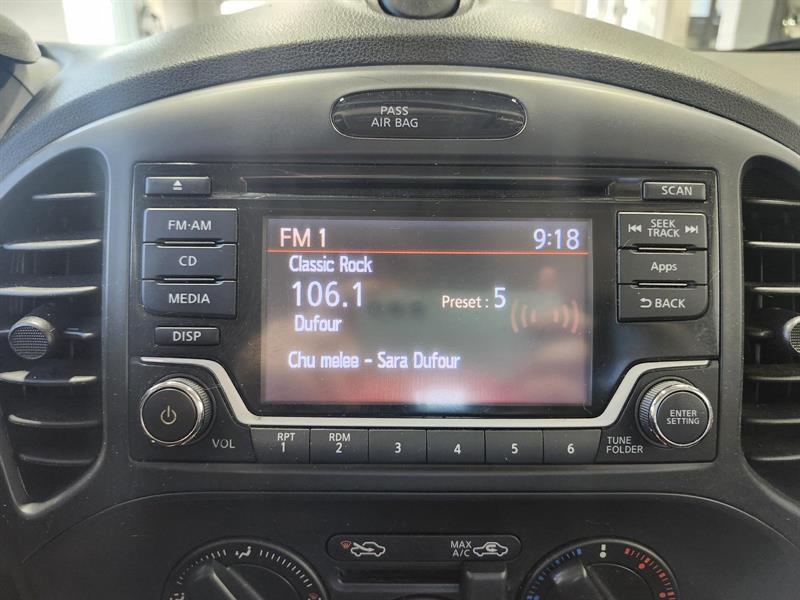 PASS
AIR BAG
SCAN
FM·AM
SEEK
TRACK
CD
Apps
MEDIA
BACK
DISP
FM 1
9:18
Classic Rock
106.1
Preset : 5
Dufour
Chu melee - Sara Dufour
VOL
RPT
1
RDM
2
3
4
5
6
TUNE
FOLDER
ENTER
SETTING
MAX
A/C